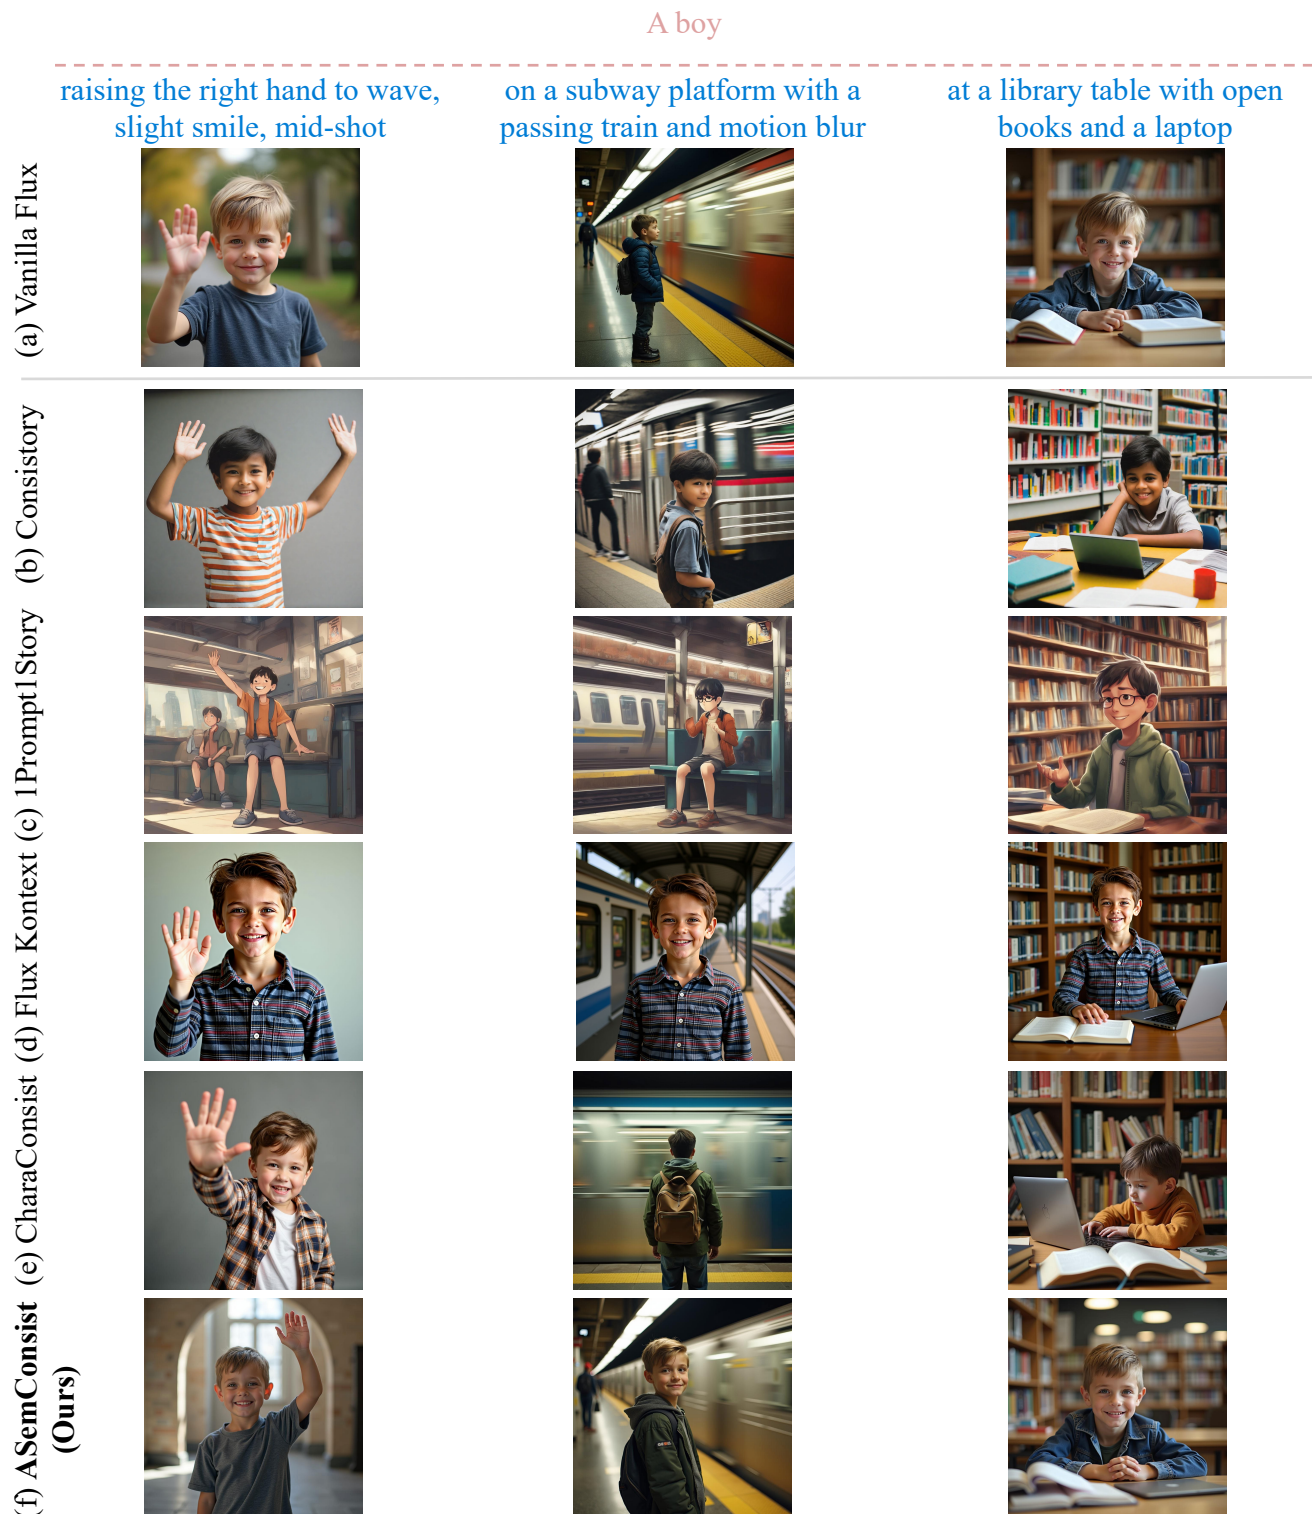 A boy
raising the right hand to wave,
slight smile, mid-shot
on a subway platform with a
passing train and motion blur
at a library table with open
books and a laptop
(a) Vanilla Flux
(b) Consistory
(c) 1Prompt1Story
(d) Flux Kontext
(e) CharaConsist
(f) ASemConsist
(Ours)